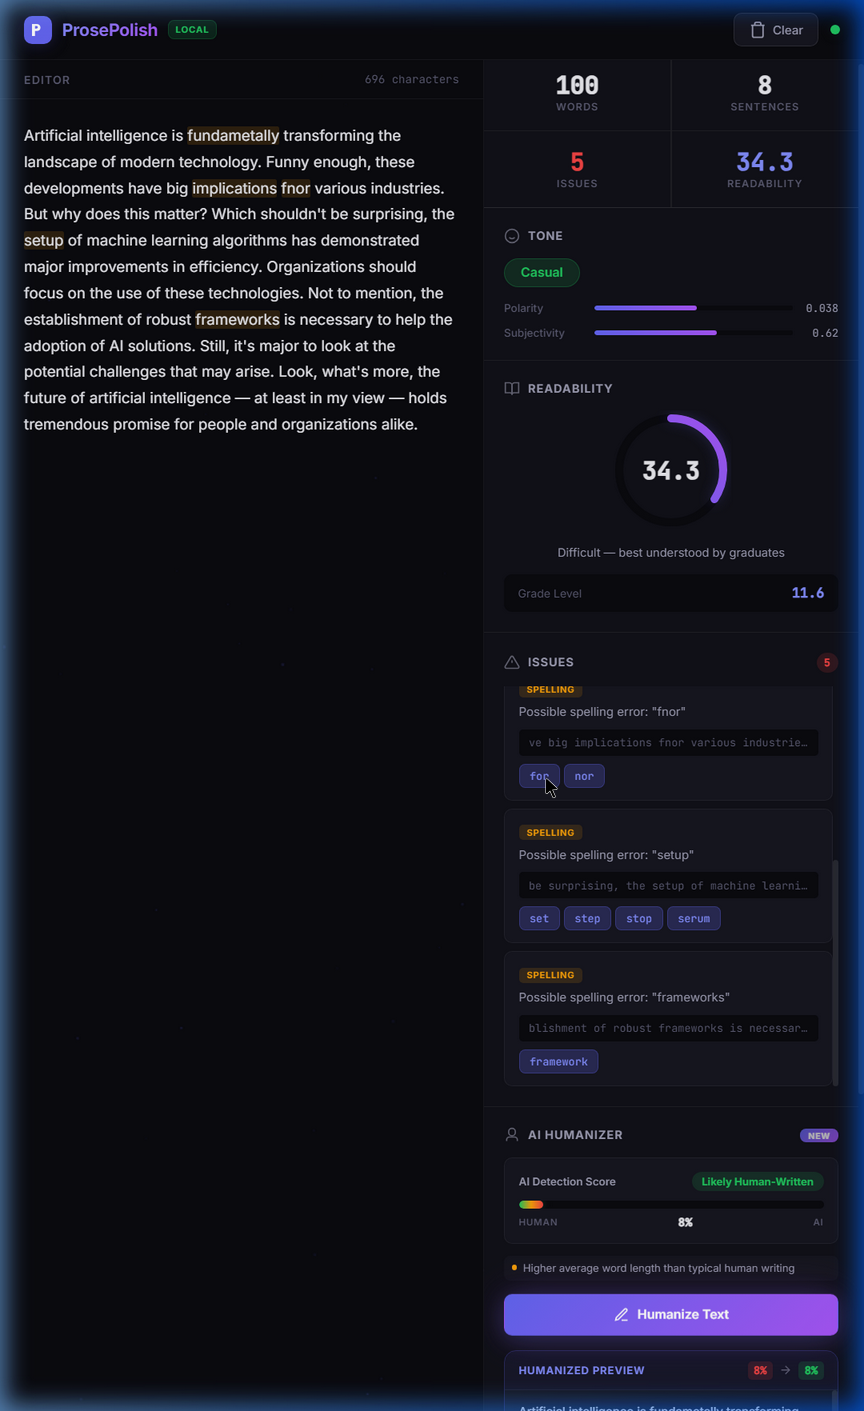 P ProsePolish LOCAL Clear
EDITOR 696 characters
Artificial intelligence is fundametally transforming the
landscape of modern technology. Funny enough, these
developments have big implications fnor various industries.
But why does this matter? Which shouldn't be surprising, the
setup of machine learning algorithms has demonstrated
major improvements in efficiency. Organizations should
focus on the use of these technologies. Not to mention, the
establishment of robust frameworks is necessary to help the
adoption of AI solutions. Still, it's major to look at the
potential challenges that may arise. Look, what's more, the
future of artificial intelligence — at least in my view — holds
tremendous promise for people and organizations alike.
100 8
WORDS SENTENCES
5 34.3
ISSUES READABILITY
TONE
Casual
Polarity 0.038
Subjectivity 0.62
READABILITY
34.3
Difficult — best understood by graduates
Grade Level 11.6
ISSUES 5
SPELLING
Possible spelling error: "fnor"
ve big implications fnor various industrie…
for nor
SPELLING
Possible spelling error: "setup"
be surprising, the setup of machine learni…
set step stop serum
SPELLING
Possible spelling error: "frameworks"
blishment of robust frameworks is necessar…
framework
AI HUMANIZER NEW
AI Detection Score Likely Human-Written
HUMAN 8% AI
Higher average word length than typical human writing
Humanize Text
HUMANIZED PREVIEW 8% → 8%
Artificial intelligence is fundametally transforming